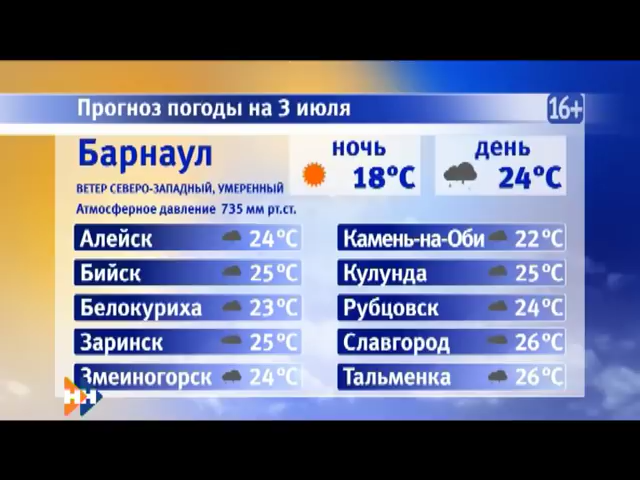 Прогноз погоды на 3 июля
16+
Барнаул
ночь
18°C
день
24°C
ВЕТЕР СЕВЕРО-ЗАПАДНЫЙ, УМЕРЕННЫЙ
Атмосферное давление 735 мм рт.ст.
Алейск 24°C
Бийск 25°C
Белокуриха 23°C
Заринск 25°C
Змеиногорск 24°C
Камень-на-Оби 22°C
Кулунда 25°C
Рубцовск 24°C
Славгород 26°C
Тальменка 26°C
НН